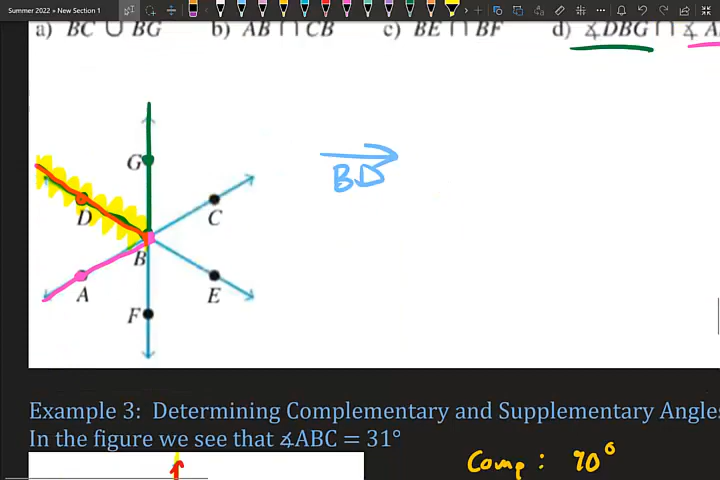 Summer 2022 » New Section 1
a) BC ∪ BG b) AB ∩ CB c) BE ∩ BF d) ∡DBG ∩ ∡A
G
D
C
B
A
E
F
BD
Example 3: Determining Complementary and Supplementary Angles
In the figure we see that ∡ABC = 31°
Comp : 90°